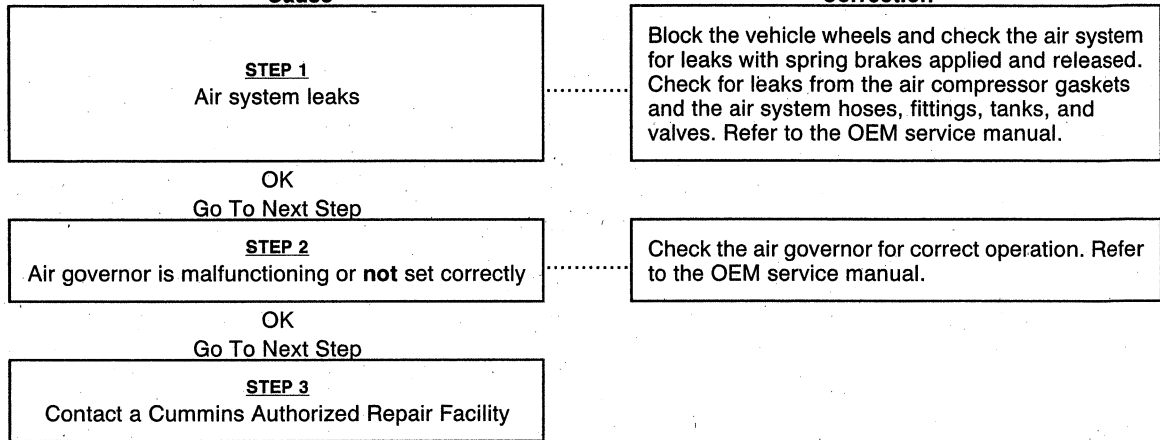 Cause
Correction
STEP 1
Air system leaks
Block the vehicle wheels and check the air system
for leaks with spring brakes applied and released.
Check for leaks from the air compressor gaskets
and the air system hoses, fittings, tanks, and
valves. Refer to the OEM service manual.
OK
Go To Next Step
STEP 2
Air governor is malfunctioning or not set correctly
Check the air governor for correct operation. Refer
to the OEM service manual.
OK
Go To Next Step
STEP 3
Contact a Cummins Authorized Repair Facility